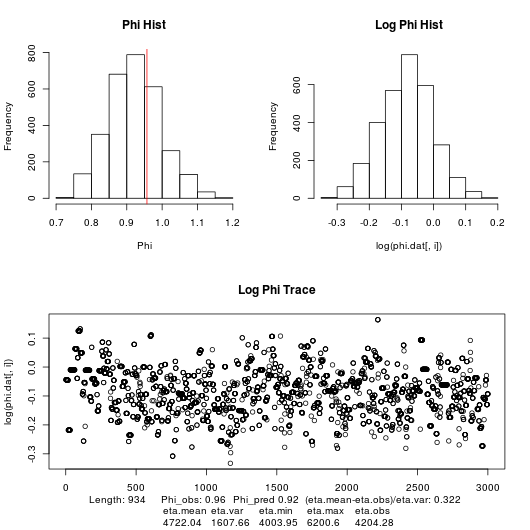 Phi Hist
Log Phi Hist
Frequency
0 200 400 600 800
0.7 0.8 0.9 1.0 1.1 1.2
Phi
Frequency
0 200 400 600
-0.3 -0.2 -0.1 0.0 0.1 0.2
log(phi.dat[, i])
Log Phi Trace
log(phi.dat[, i])
-0.3 -0.2 -0.1 0.0 0.1
0 500 1000 1500 2000 2500 3000
Length: 934 Phi_obs: 0.96 Phi_pred 0.92 (eta.mean-eta.obs)/eta.var: 0.322
eta.mean eta.var eta.min eta.max eta.obs
4722.04 1607.66 4003.95 6200.6 4204.28